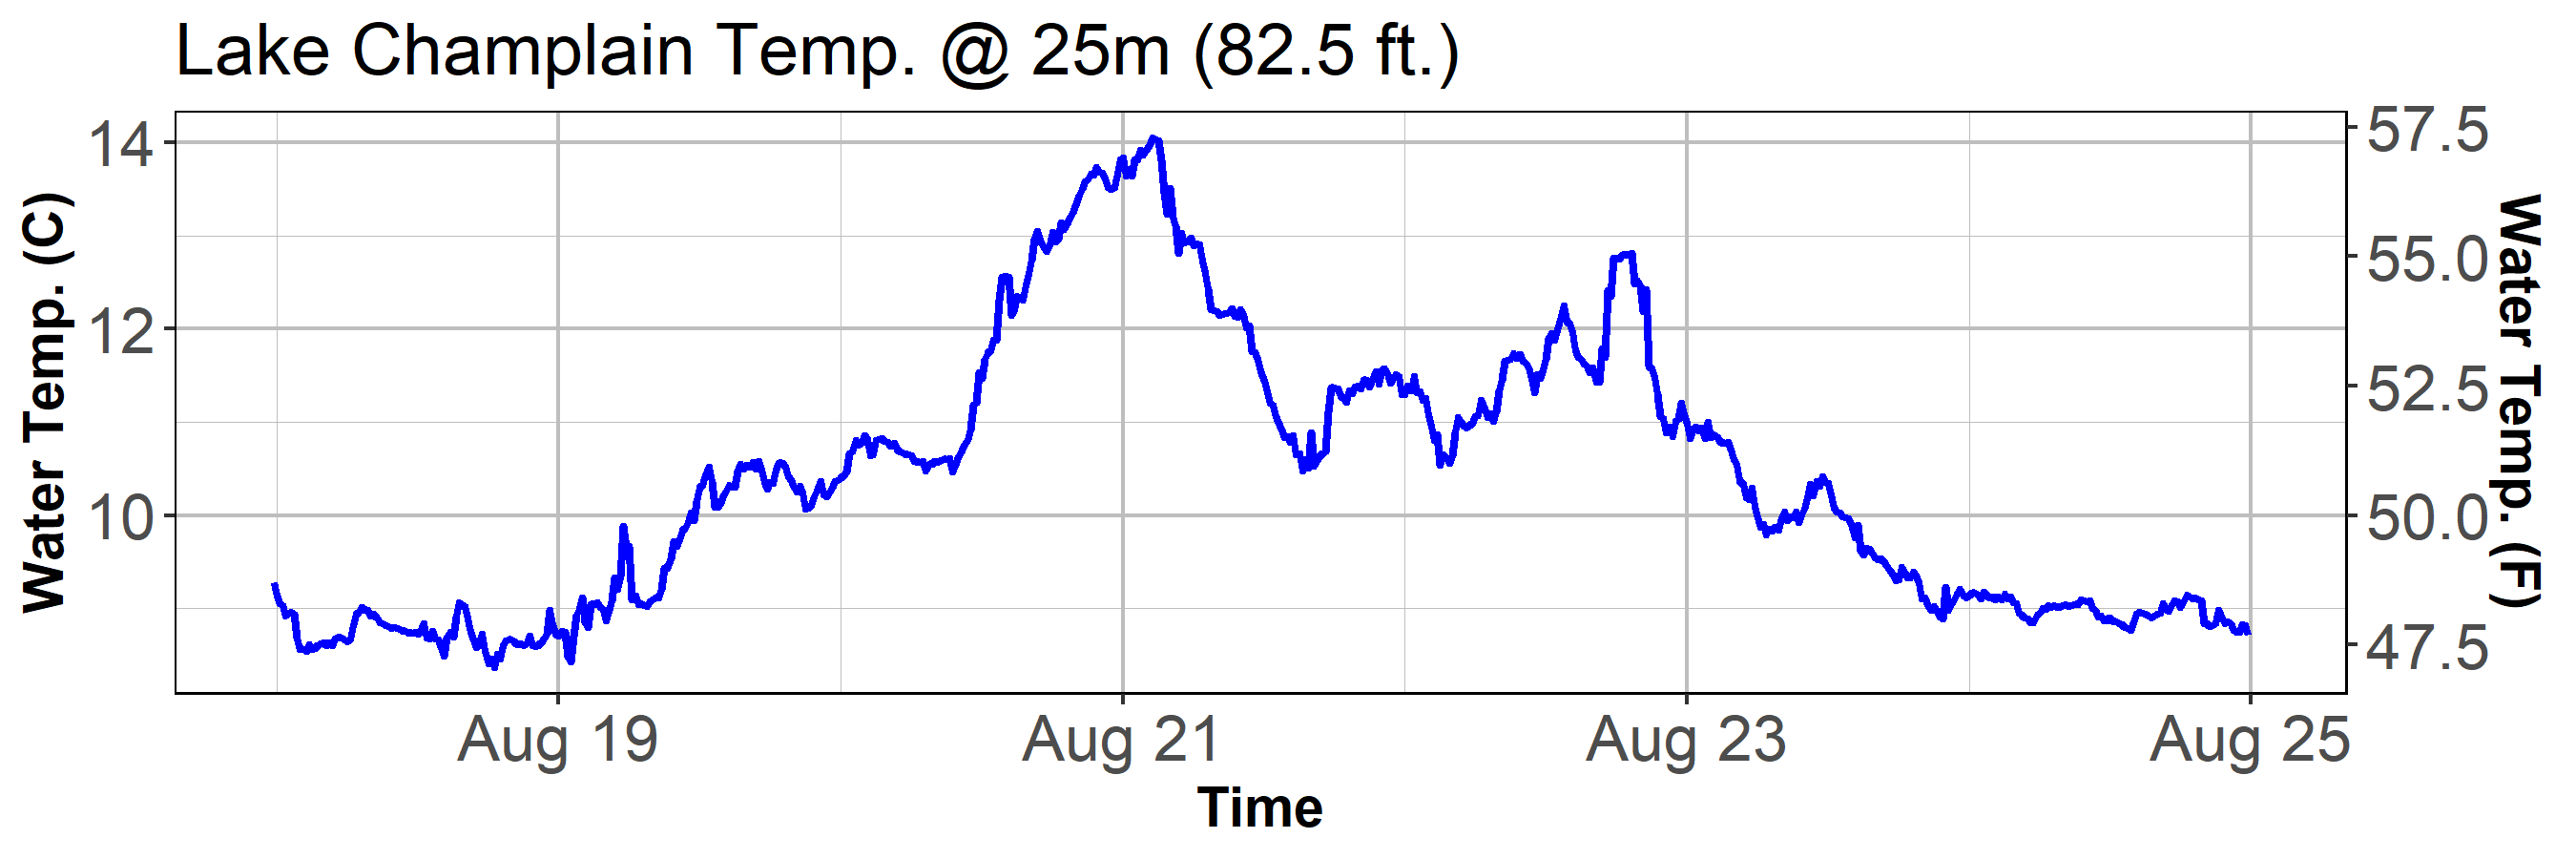 Lake Champlain Temp. @ 25m (82.5 ft.)
Water Temp. (C)
14
12
10
57.5
55.0
52.5
50.0
47.5
Water Temp. (F)
Aug 19 Aug 21 Aug 23 Aug 25
Time